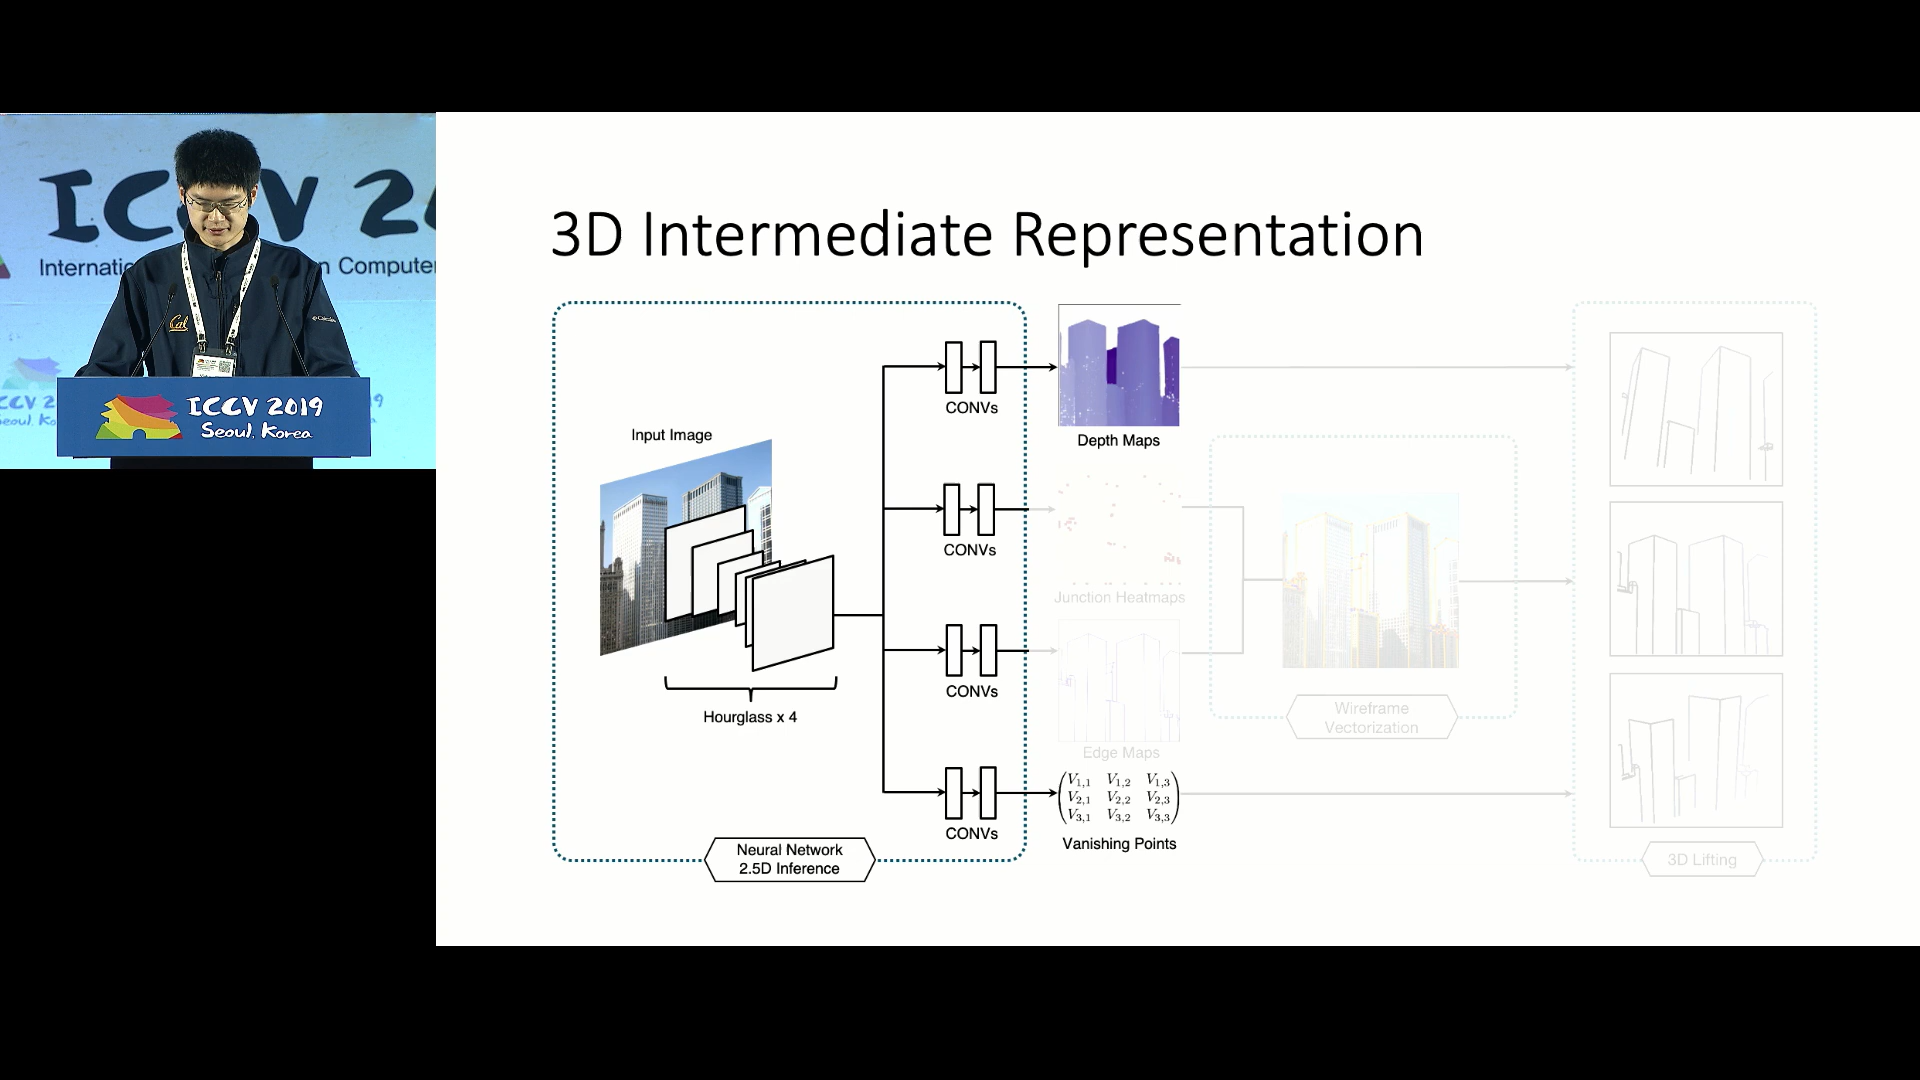 ICCV 2
Internatio n Computer
Cal
ICCV 2019
Seoul, Korea
3D Intermediate Representation
Input Image
Hourglass x 4
CONVs
CONVs
CONVs
CONVs
Neural Network
2.5D Inference
Depth Maps
Junction Heatmaps
Edge Maps
V1,1 V1,2 V1,3
V2,1 V2,2 V2,3
V3,1 V3,2 V3,3
Vanishing Points
Wireframe
Vectorization
3D Lifting